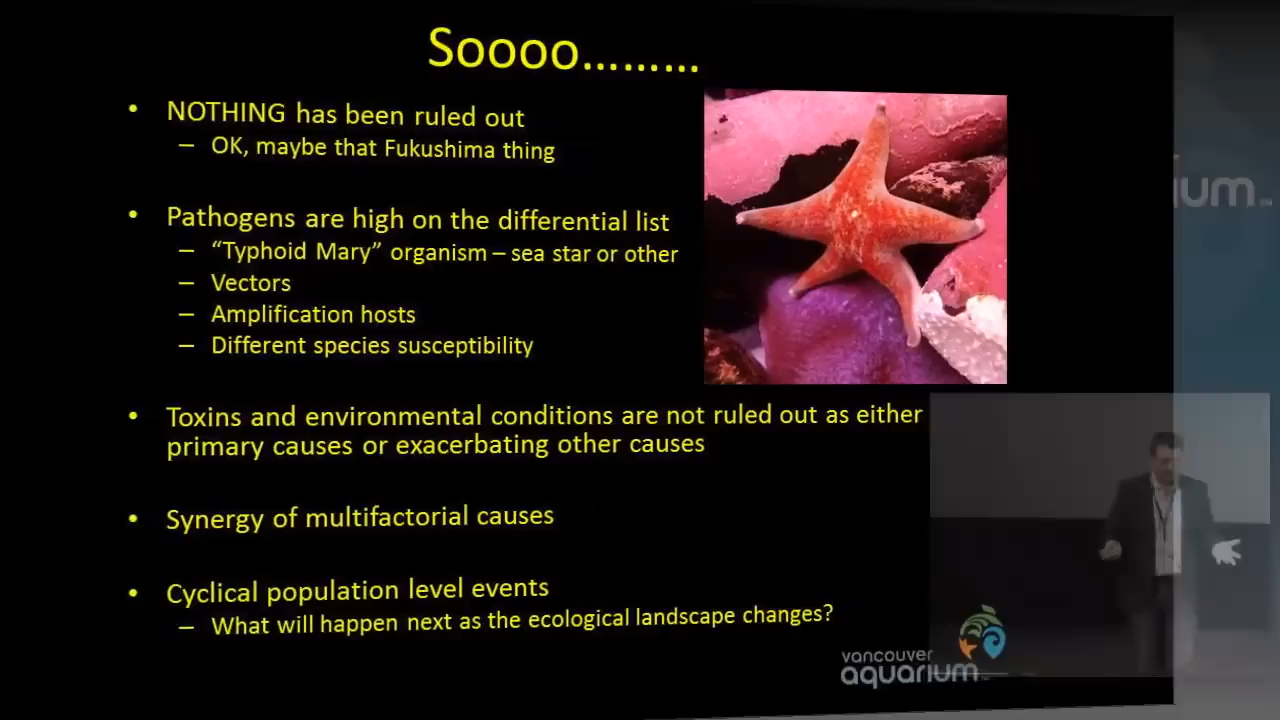 Soooo.........
• NOTHING has been ruled out
– OK, maybe that Fukushima thing
• Pathogens are high on the differential list
– “Typhoid Mary” organism – sea star or other
– Vectors
– Amplification hosts
– Different species susceptibility
• Toxins and environmental conditions are not ruled out as either
primary causes or exacerbating other causes
• Synergy of multifactorial causes
• Cyclical population level events
– What will happen next as the ecological landscape changes?
vancouver
aquarium
ium